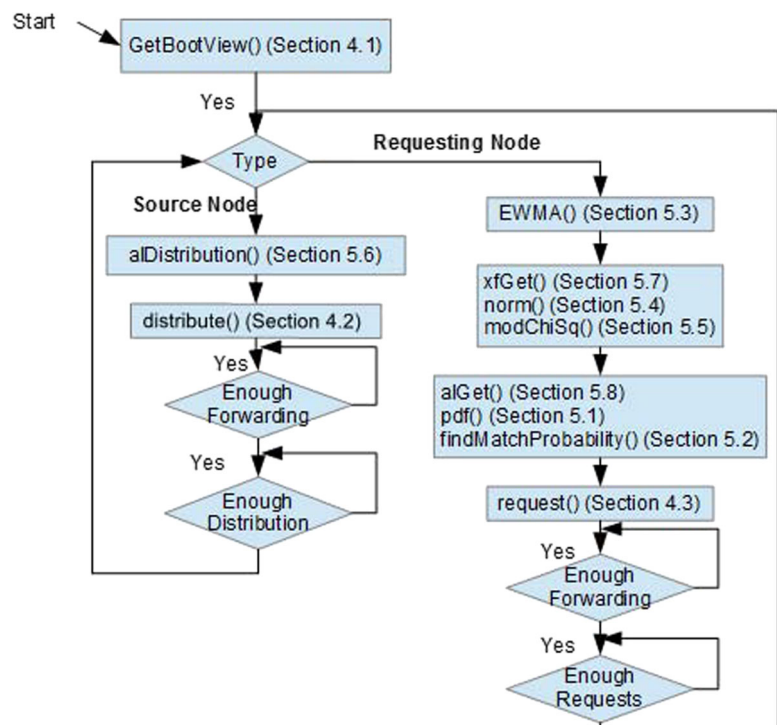 Start
GetBootView() (Section 4.1)
Yes
Type
Requesting Node
Source Node
EWMA() (Section 5.3)
alDistribution() (Section 5.6)
xfGet() (Section 5.7)
norm() (Section 5.4)
modChiSq() (Section 5.5)
distribute() (Section 4.2)
Yes
Enough
Forwarding
alGet() (Section 5.8)
pdf() (Section 5.1)
findMatchProbability() (Section 5.2)
Yes
Enough
Distribution
request() (Section 4.3)
Yes
Enough
Forwarding
Yes
Enough
Requests